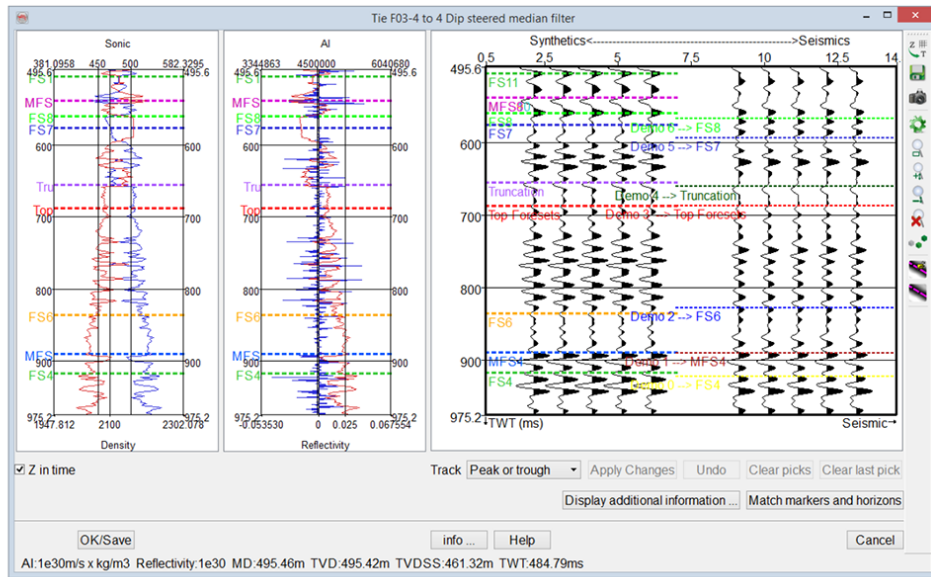 Tie F03-4 to 4 Dip steered median filter
Sonic
381.0958 450 500 582.3295
495.6 495.6
FS11
MFS
FS8
FS7
600
Tru
Top
700
800
FS6
MFS
900
FS4
975.2 975.2
1947.812 2100 2302.078
Density
AI
3344863 4500000 6040680
495.6 495.6
FS11
MFS
FS8
FS7
600
Tru
Top
700
800
FS6
MFS
900
FS4
975.2 975.2
-0.053530 0 0.025 0.067554
Reflectivity
Synthetics<------------------------------>Seismics
0,5 2,5 5 7,5 10 12,5 14,
495.6
FS11
FS8
FS7
Demo 6 --> FS8
Demo 5 --> FS7
600
Truncation
Demo 4 --> Truncation
Top Foresets
Demo 3 --> Top Foresets
700
800
FS6
Demo 2 --> FS6
MFS4
Demo 1 --> MFS4
900
FS4
Demo 0 --> FS4
975.2
TWT (ms)
Seismic
Z in time
Track Peak or trough Apply Changes Undo Clear picks Clear last pick
Display additional information ... Match markers and horizons
OK/Save info ... Help Cancel
AI:1e30m/s x kg/m3 Reflectivity:1e30 MD:495.46m TVD:495.42m TVDSS:461.32m TWT:484.79ms